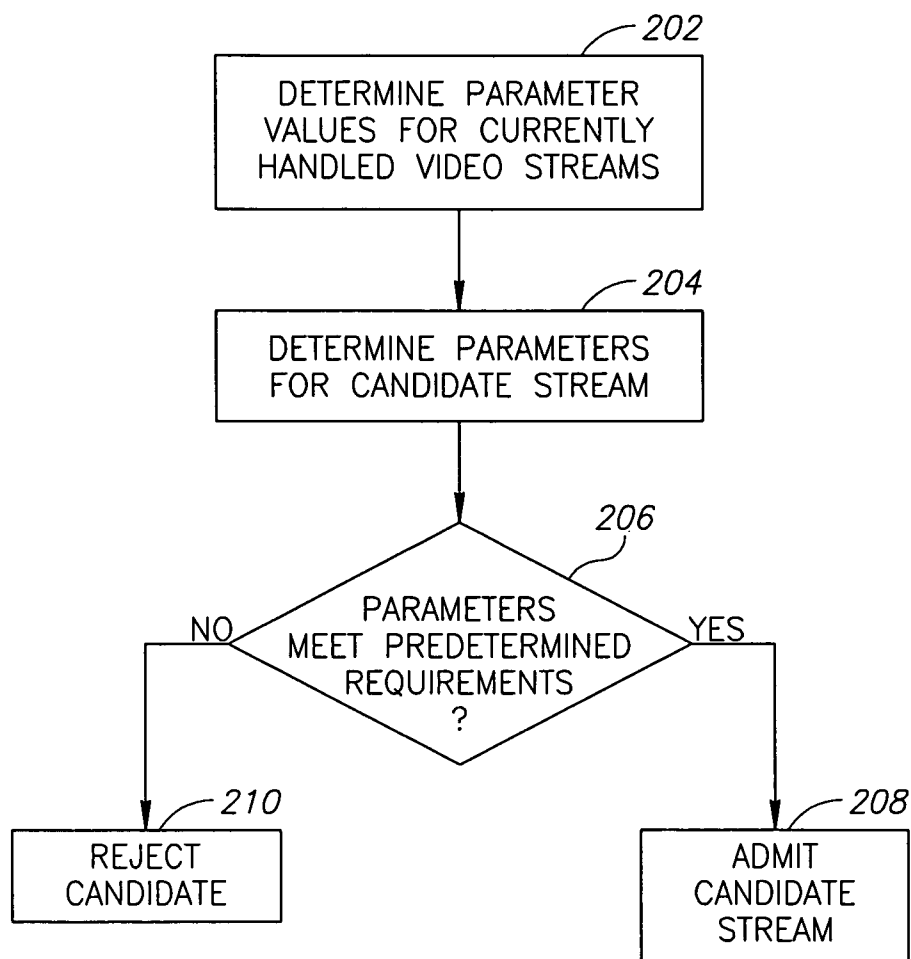 202
DETERMINE PARAMETER
VALUES FOR CURRENTLY
HANDLED VIDEO STREAMS
204
DETERMINE PARAMETERS
FOR CANDIDATE STREAM
206
PARAMETERS
MEET PREDETERMINED
REQUIREMENTS
?
NO
YES
210
REJECT
CANDIDATE
208
ADMIT
CANDIDATE
STREAM